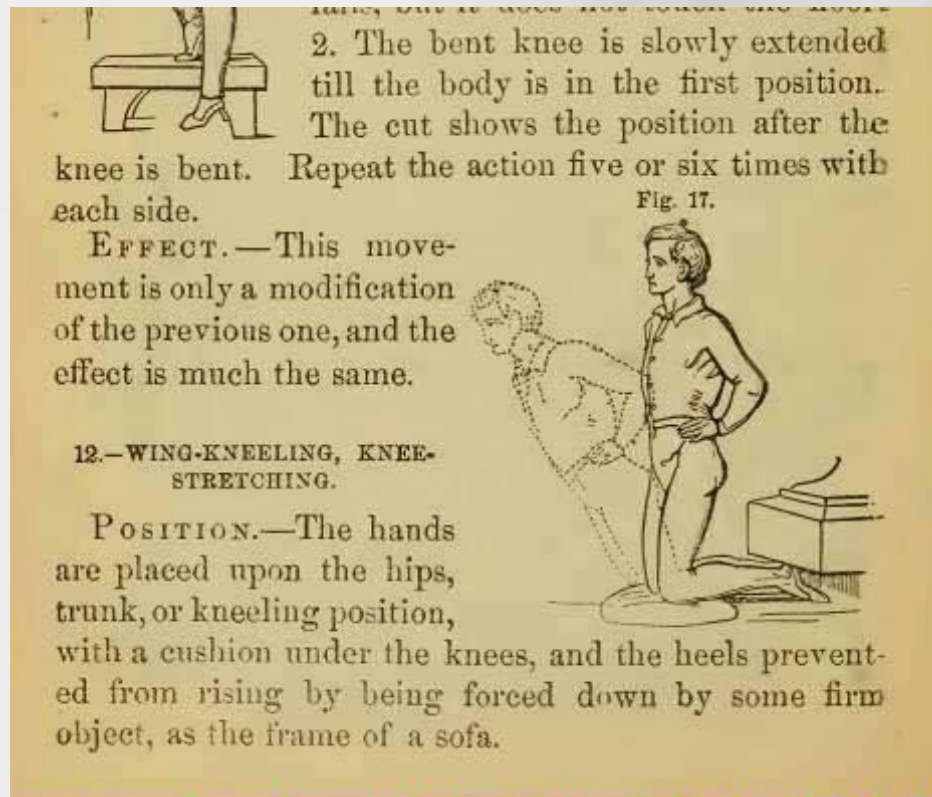 2. The bent knee is slowly extended
till the body is in the first position.
The cut shows the position after the
knee is bent. Repeat the action five or six times with
each side.
Fig. 17.
EFFECT.—This move-
ment is only a modification
of the previous one, and the
effect is much the same.
12.—WING-KNEELING, KNEE-
STRETCHING.
POSITION.—The hands
are placed upon the hips,
trunk, or kneeling position,
with a cushion under the knees, and the heels prevent-
ed from rising by being forced down by some firm
object, as the frame of a sofa.